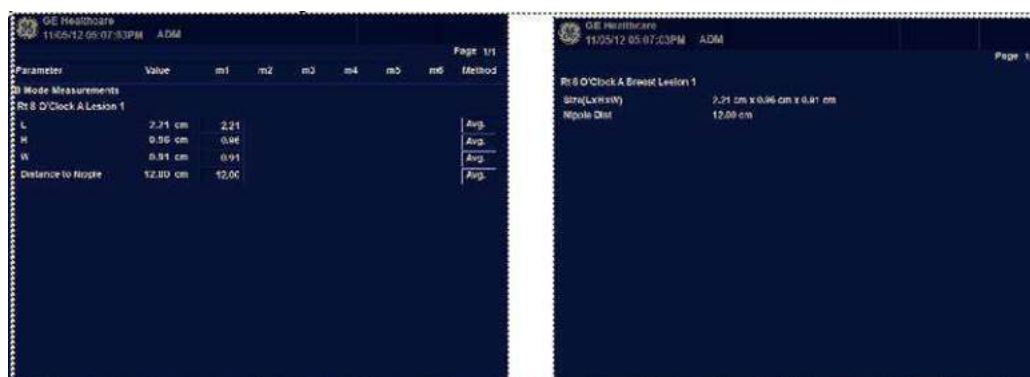 GE Healthcare
11/05/12 05:07:53PM ADM
Page 1/1
Parameter Value m1 m2 m3 m4 m5 m6 Method
B Mode Measurements
Rt 8 O'Clock A Lesion 1
L 2.21 cm 2.21 Avg.
H 0.96 cm 0.96 Avg.
W 0.91 cm 0.91 Avg.
Distance to Nipple 12.00 cm 12.00 Avg.
GE Healthcare
11/05/12 05:07:03PM ADM
Page 1/
Rt 8 O'Clock A Breast Lesion 1
Size(LxHxW) 2.21 cm x 0.96 cm x 0.91 cm
Nipple Dist 12.00 cm